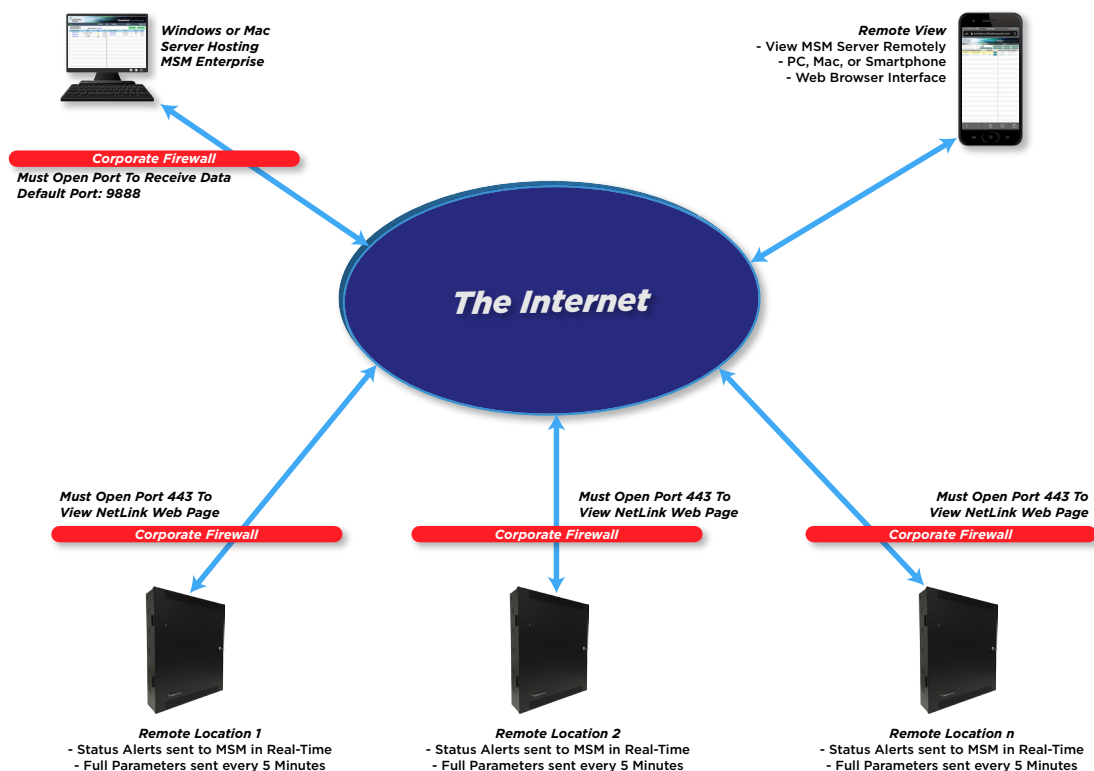 Windows or Mac
Server Hosting
MSM Enterprise
Remote View
- View MSM Server Remotely
- PC, Mac, or Smartphone
- Web Browser Interface
Corporate Firewall
Must Open Port To Receive Data
Default Port: 9888
The Internet
Must Open Port 443 To
View NetLink Web Page
Corporate Firewall
Must Open Port 443 To
View NetLink Web Page
Corporate Firewall
Must Open Port 443 To
View NetLink Web Page
Corporate Firewall
Remote Location 1
- Status Alerts sent to MSM in Real-Time
- Full Parameters sent every 5 Minutes
Remote Location 2
- Status Alerts sent to MSM in Real-Time
- Full Parameters sent every 5 Minutes
Remote Location n
- Status Alerts sent to MSM in Real-Time
- Full Parameters sent every 5 Minutes